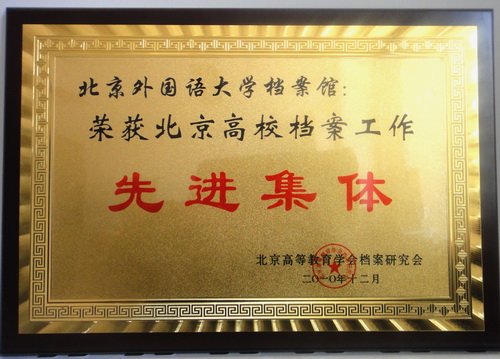 北京外国语大学档案馆：
荣获北京高校档案工作
先进集体
北京高等教育学会档案研究会
二〇一〇年十二月